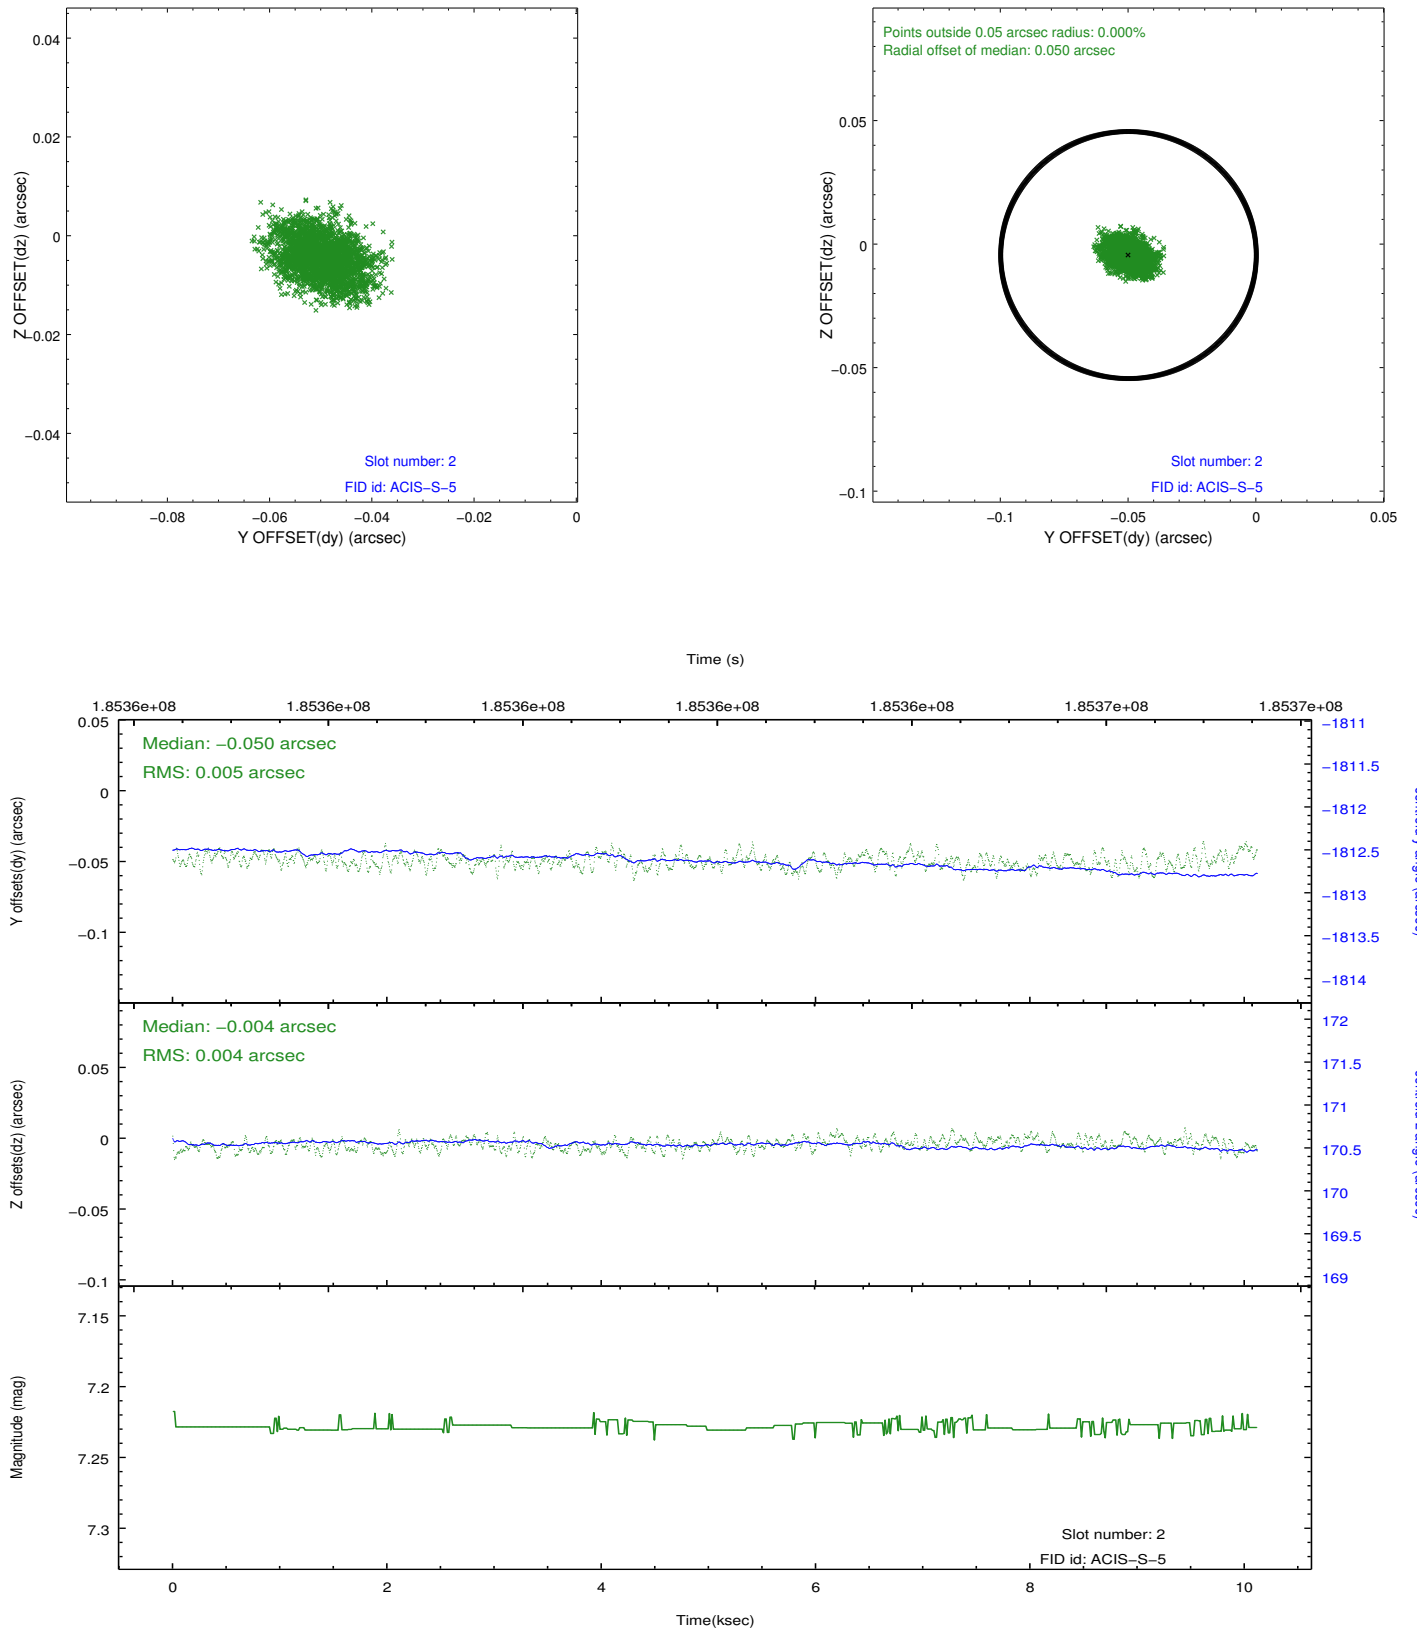 0.04
0.02
0
−0.02
−0.04
Z OFFSET(dz) (arcsec)
Slot number: 2
FID id: ACIS−S−5
−0.08 −0.06 −0.04 −0.02 0
Y OFFSET(dy) (arcsec)
Points outside 0.05 arcsec radius: 0.000%
Radial offset of median: 0.050 arcsec
0.05
0
−0.05
−0.1
Z OFFSET(dz) (arcsec)
Slot number: 2
FID id: ACIS−S−5
−0.1 −0.05 0 0.05
Y OFFSET(dy) (arcsec)
Time (s)
1.8536e+08 1.8536e+08 1.8536e+08 1.8536e+08 1.8536e+08 1.8537e+08 1.8537e+08
Median: −0.050 arcsec
RMS: 0.005 arcsec
0.05
0
−0.05
−0.1
Y offsets(dy) (arcsec)
−1811
−1811.5
−1812
−1812.5
−1813
−1813.5
−1814
Median: −0.004 arcsec
RMS: 0.004 arcsec
0.05
0
−0.05
−0.1
Z offsets(dz) (arcsec)
172
171.5
171
170.5
170
169.5
169
7.15
7.2
7.25
7.3
Magnitude (mag)
Slot number: 2
FID id: ACIS−S−5
0 2 4 6 8 10
Time(ksec)